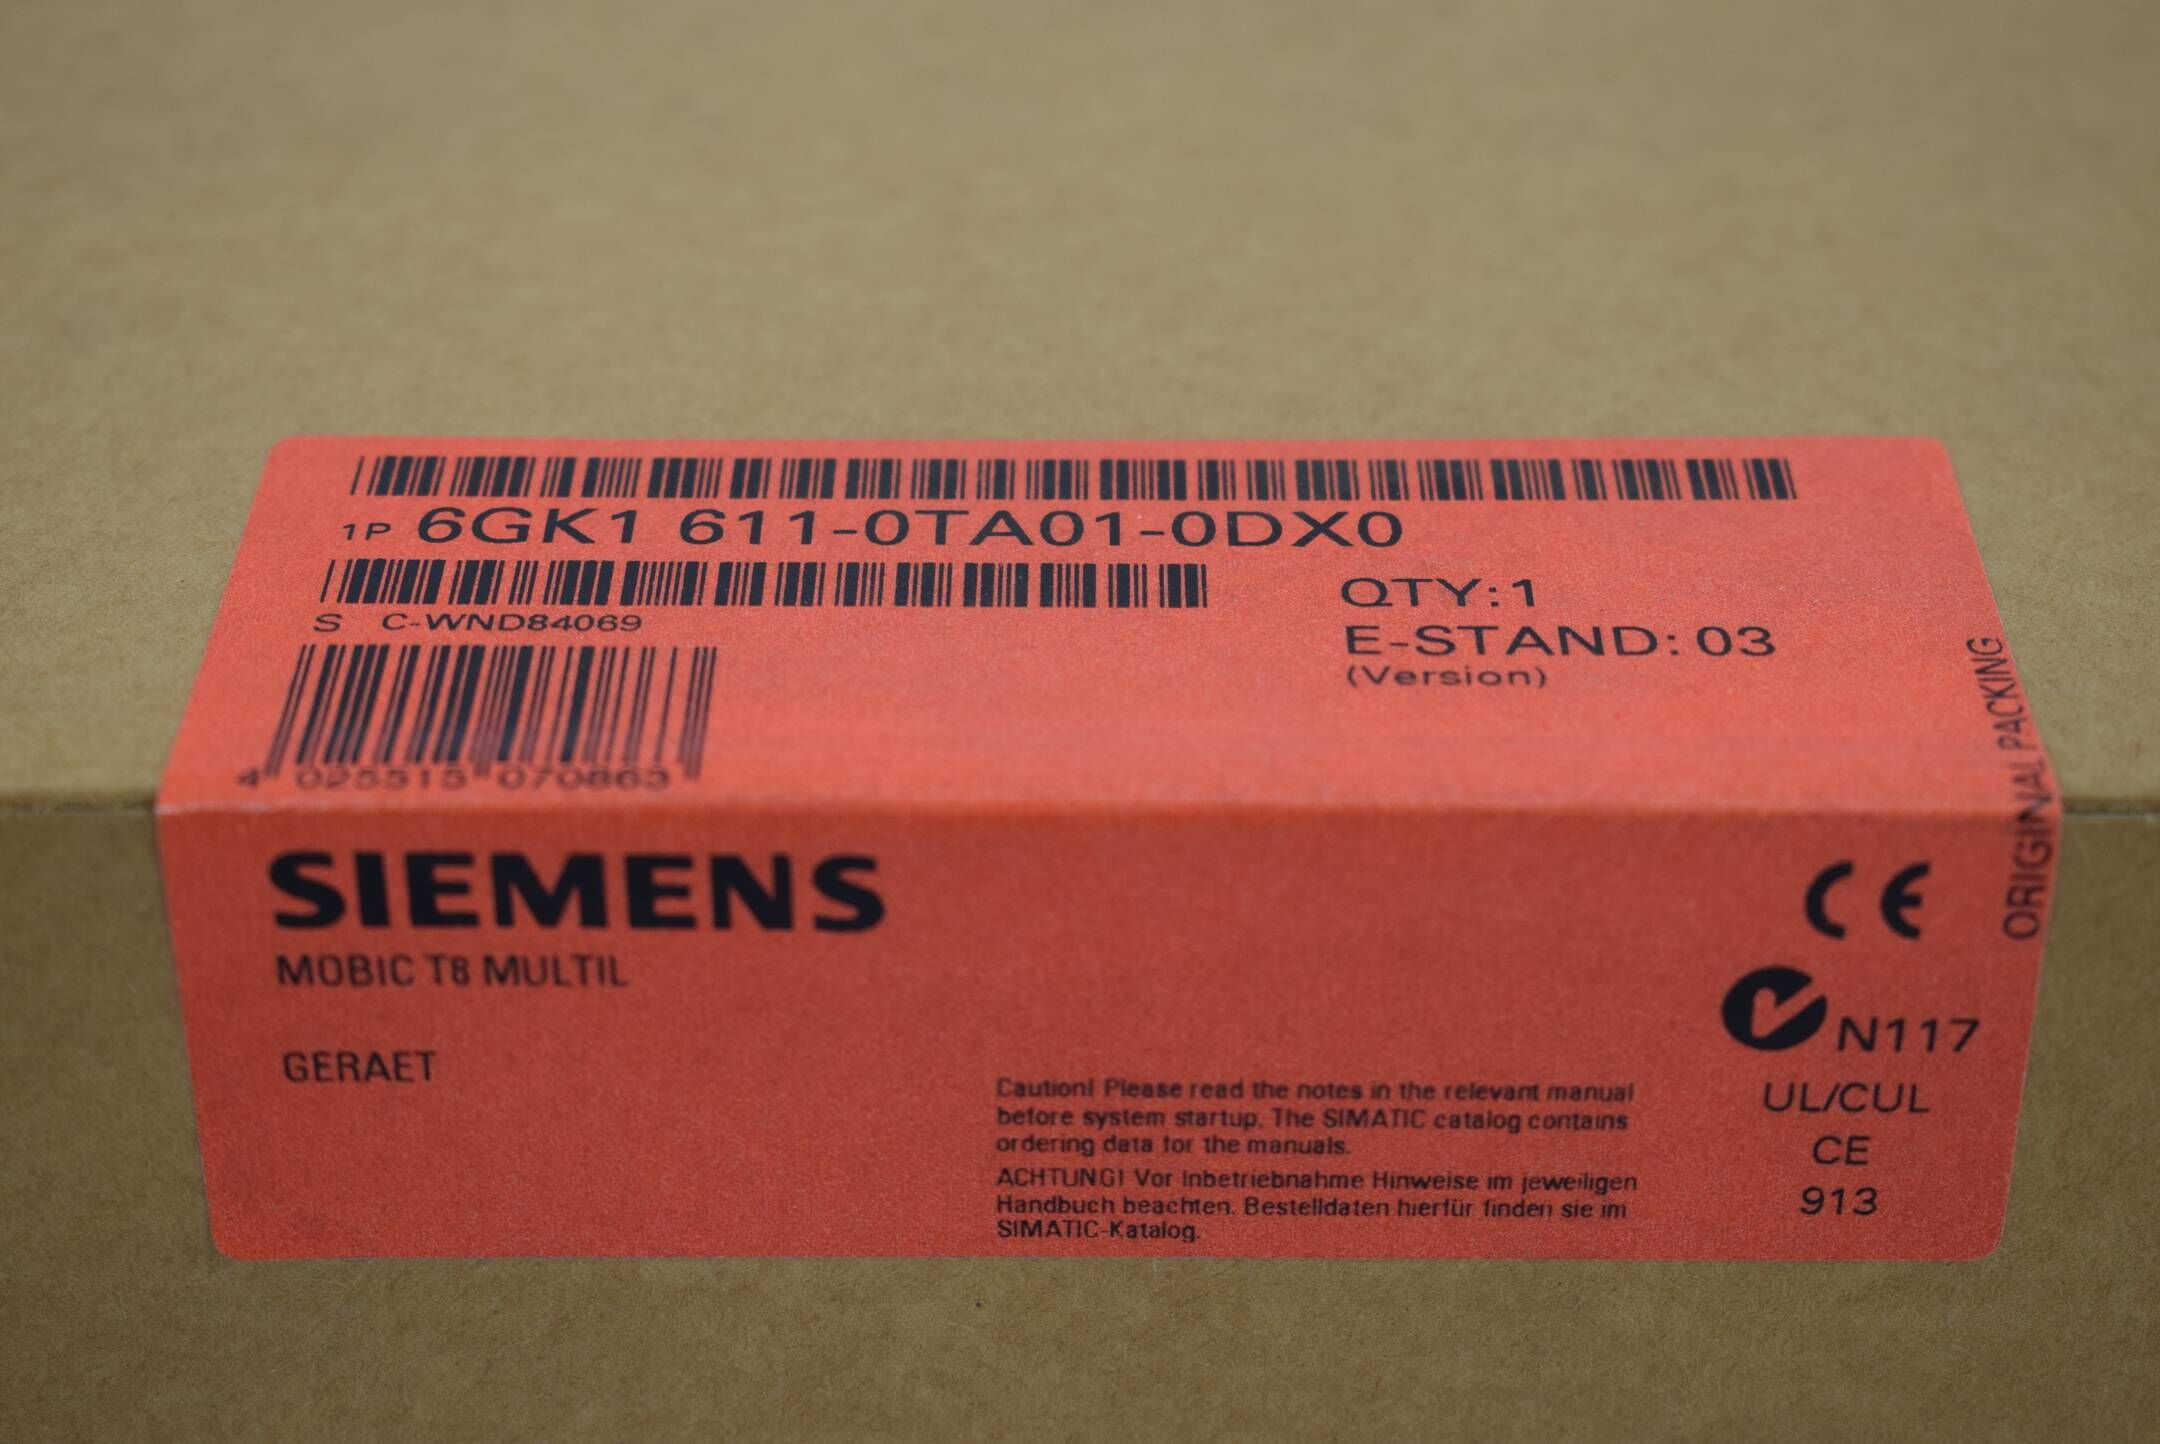 1P 6GK1 611-0TA01-0DX0
S C-WND84069
QTY:1
E-STAND: 03
(Version)
4 025515 070863
ORIGINAL PACKING
SIEMENS
MOBIC T8 MULTIL
GERAET
CE
N117
UL/CUL
CE
913
Caution! Please read the notes in the relevant manual
before system startup. The SIMATIC catalog contains
ordering data for the manuals.
ACHTUNG! Vor Inbetriebnahme Hinweise im jeweiligen
Handbuch beachten. Bestelldaten hierfür finden sie im
SIMATIC-Katalog.